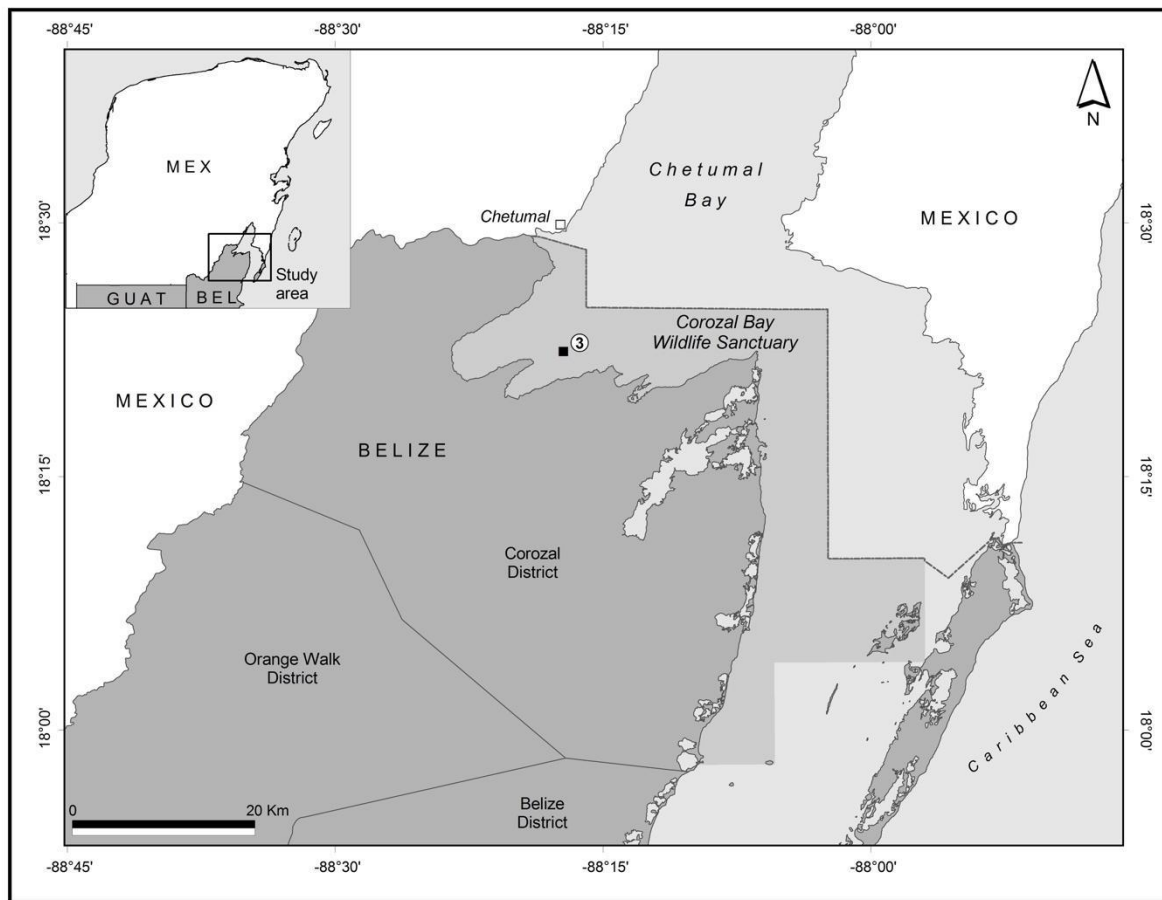 -88°45'
-88°30'
-88°15'
-88°00'
18°30'
18°15'
18°00'
18°30'
18°15'
18°00'
N
MEX
GUAT
BEL
Study
area
Chetumal
Chetumal
Bay
MEXICO
Corozal Bay
Wildlife Sanctuary
3
MEXICO
BELIZE
Corozal
District
Orange Walk
District
Belize
District
Caribbean Sea
0
20 Km
-88°45'
-88°30'
-88°15'
-88°00'